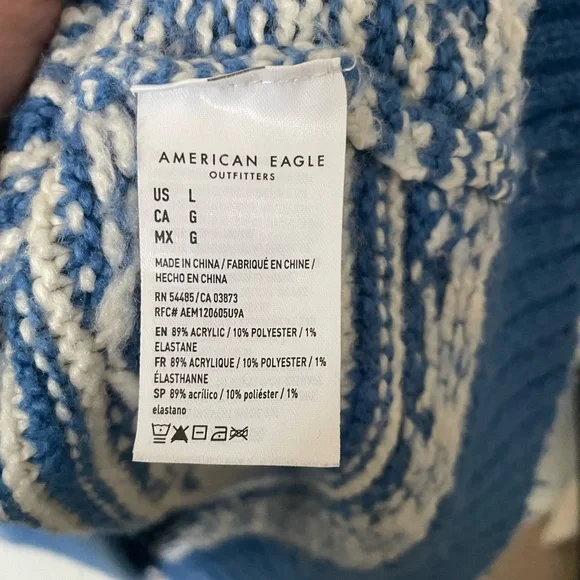 AMERICAN EAGLE
OUTFITTERS
US L
CA G
MX G
MADE IN CHINA / FABRIQUÉ EN CHINE /
HECHO EN CHINA
RN 54485/CA 03873
RFC# AEM120605U9A
EN 89% ACRYLIC / 10% POLYESTER / 1%
ELASTANE
FR 89% ACRYLIQUE / 10% POLYESTER / 1%
ÉLASTHANNE
SP 89% acrílico / 10% poliéster / 1%
elastano